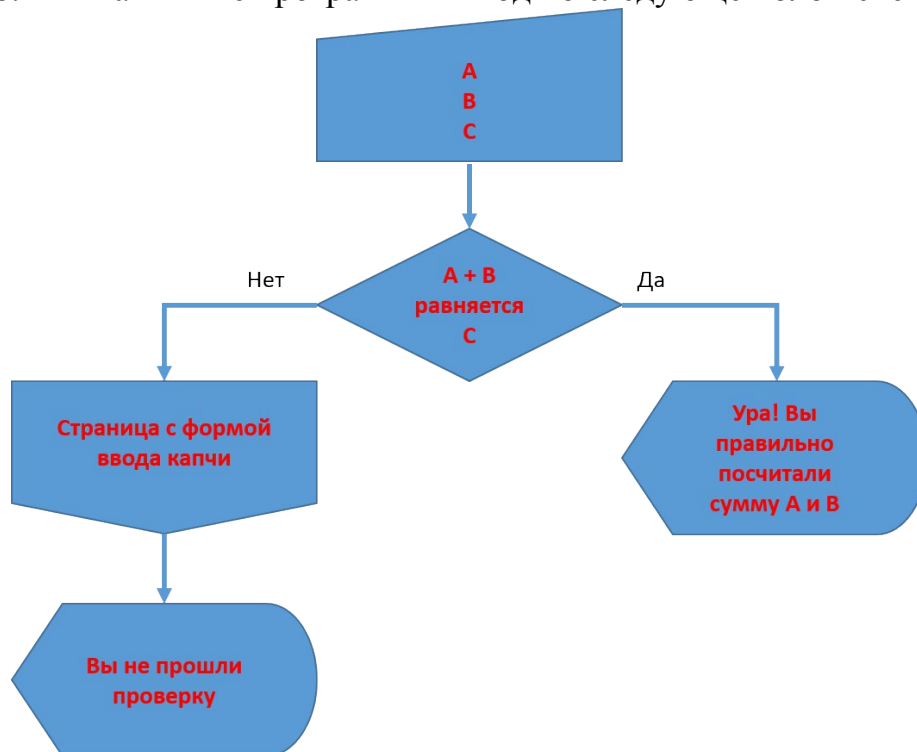 А
В
С
А + В
равняется
С
Нет
Да
Страница с формой
ввода капчи
Ура! Вы
правильно
посчитали
сумму А и В
Вы не прошли
проверку